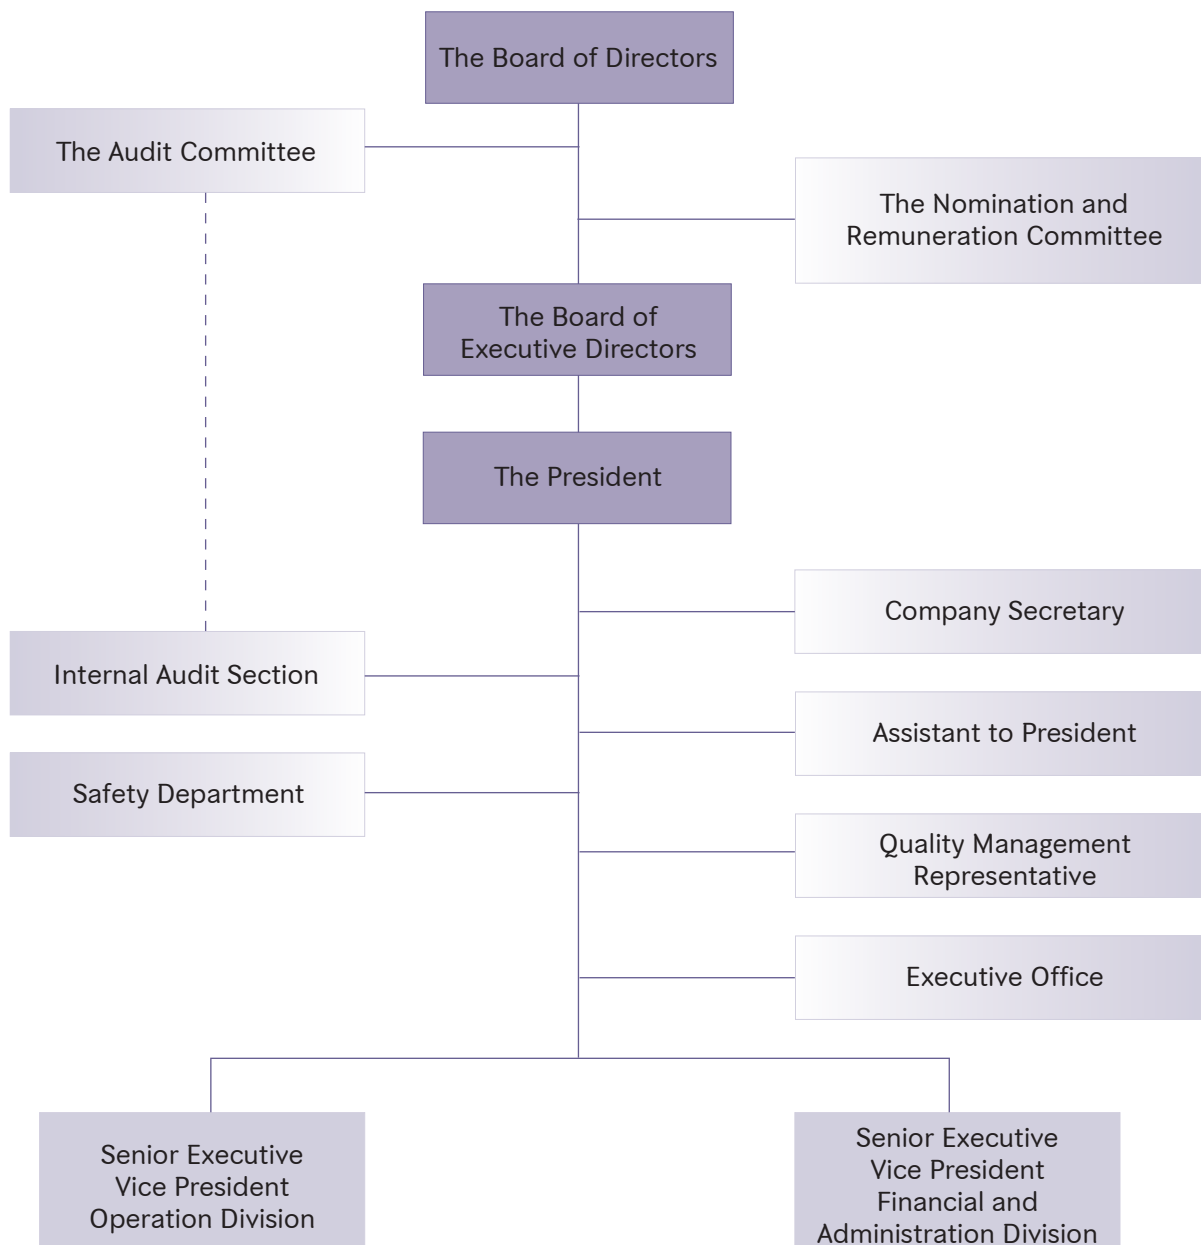 The Board of Directors
The Audit Committee
The Nomination and
Remuneration Committee
The Board of
Executive Directors
The President
Company Secretary
Internal Audit Section
Assistant to President
Safety Department
Quality Management
Representative
Executive Office
Senior Executive
Vice President
Operation Division
Senior Executive
Vice President
Financial and
Administration Division